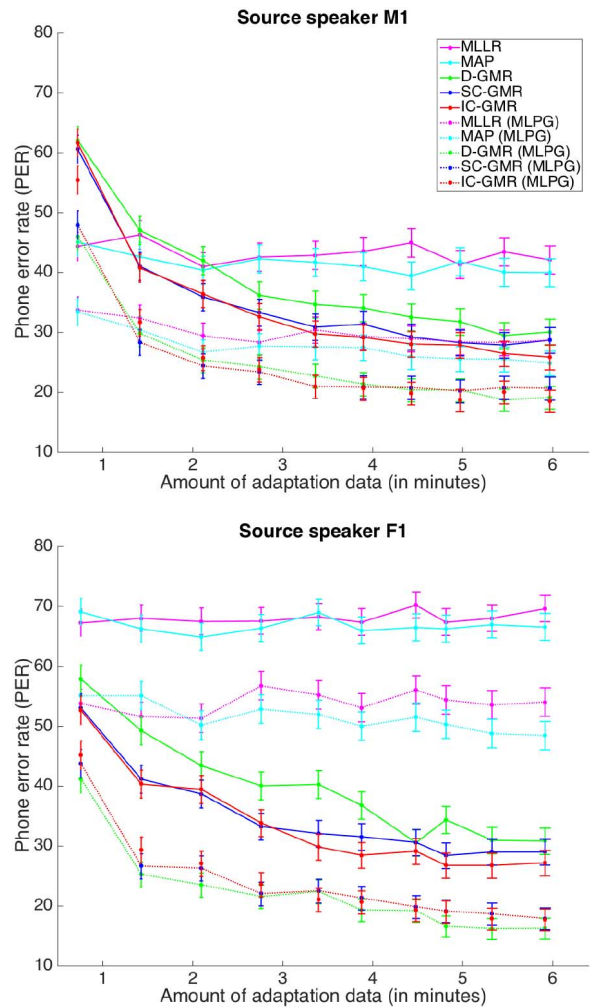 Source speaker M1
80
70
60
50
40
30
20
10
Phone error rate (PER)
MLLR
MAP
D-GMR
SC-GMR
IC-GMR
MLLR (MLPG)
MAP (MLPG)
D-GMR (MLPG)
SC-GMR (MLPG)
IC-GMR (MLPG)
1 2 3 4 5 6
Amount of adaptation data (in minutes)
Source speaker F1
80
70
60
50
40
30
20
10
Phone error rate (PER)
1 2 3 4 5 6
Amount of adaptation data (in minutes)